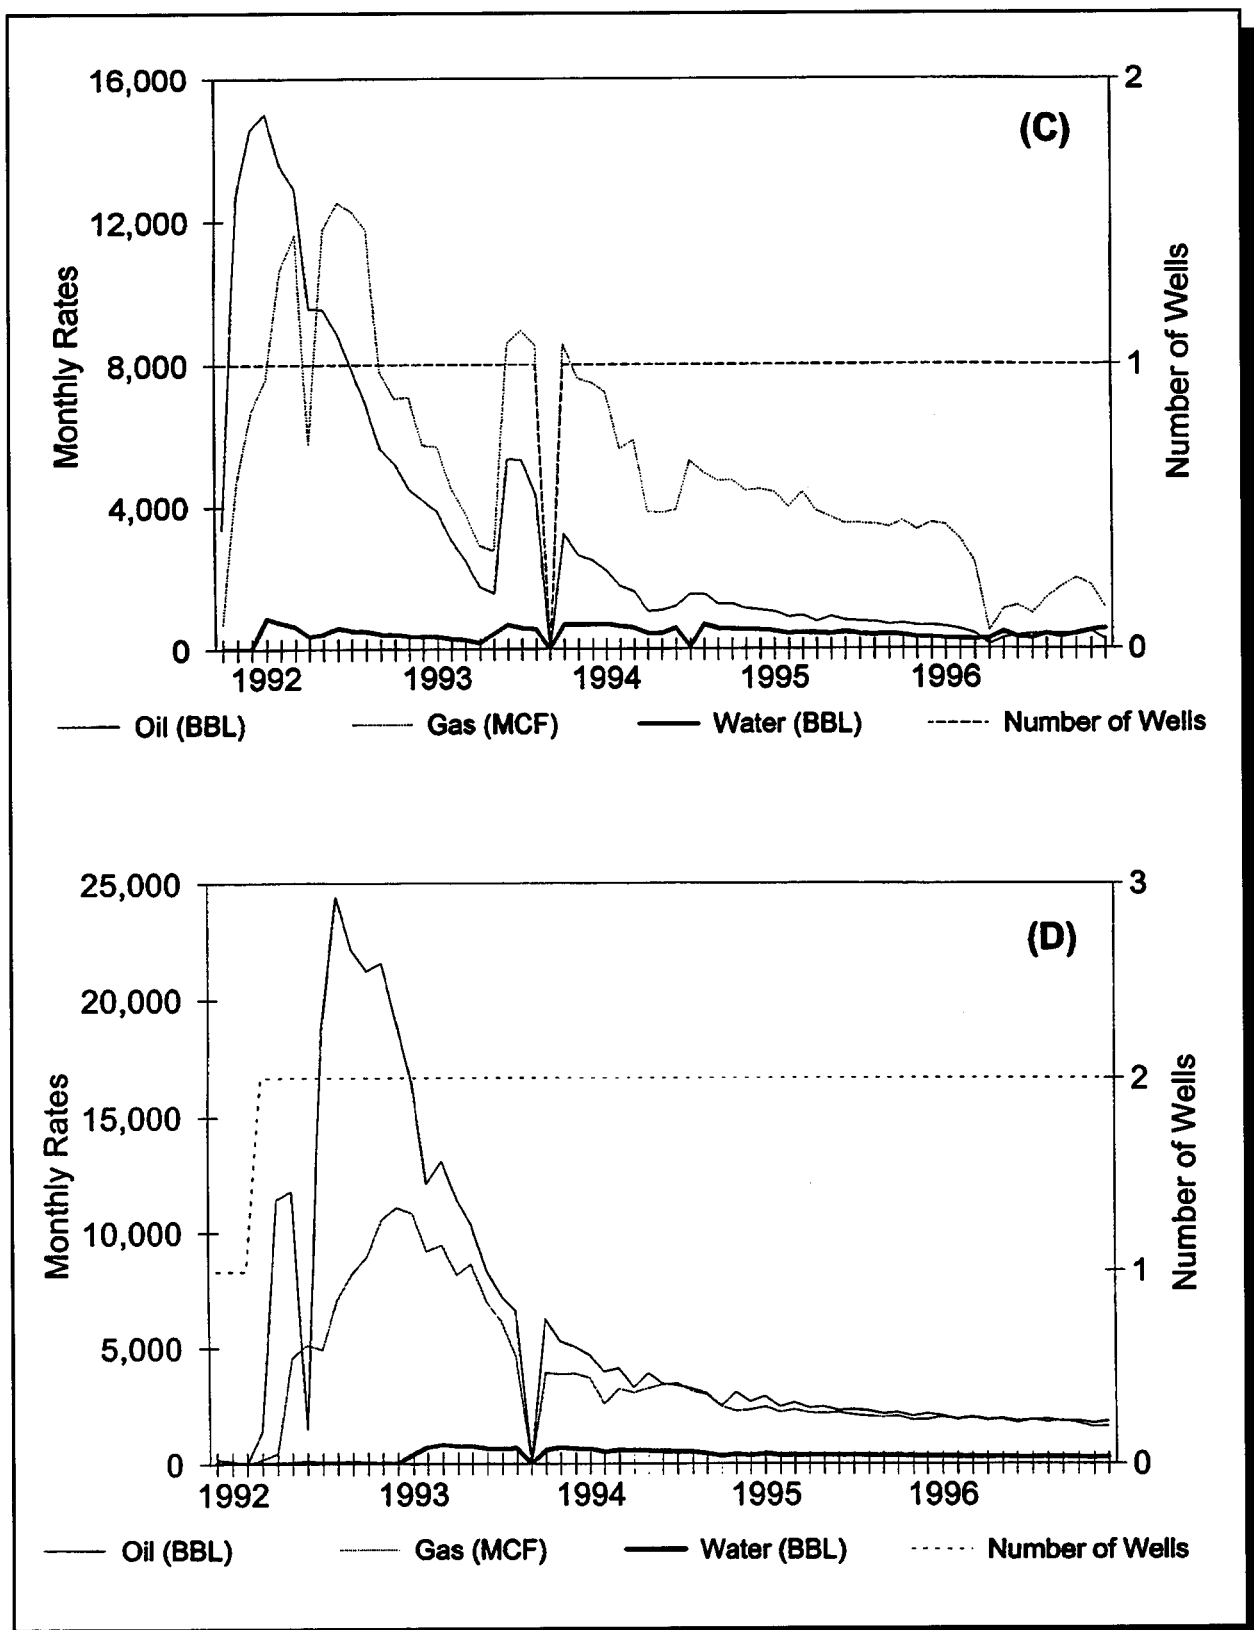 16,000
2
(C)
12,000
Monthly Rates
Number of Wells
8,000
1
4,000
0
0
1992 1993 1994 1995 1996
Oil (BBL) Gas (MCF) Water (BBL) Number of Wells
25,000
3
(D)
20,000
Monthly Rates
Number of Wells
2
15,000
10,000
1
5,000
0
0
1992 1993 1994 1995 1996
Oil (BBL) Gas (MCF) Water (BBL) Number of Wells